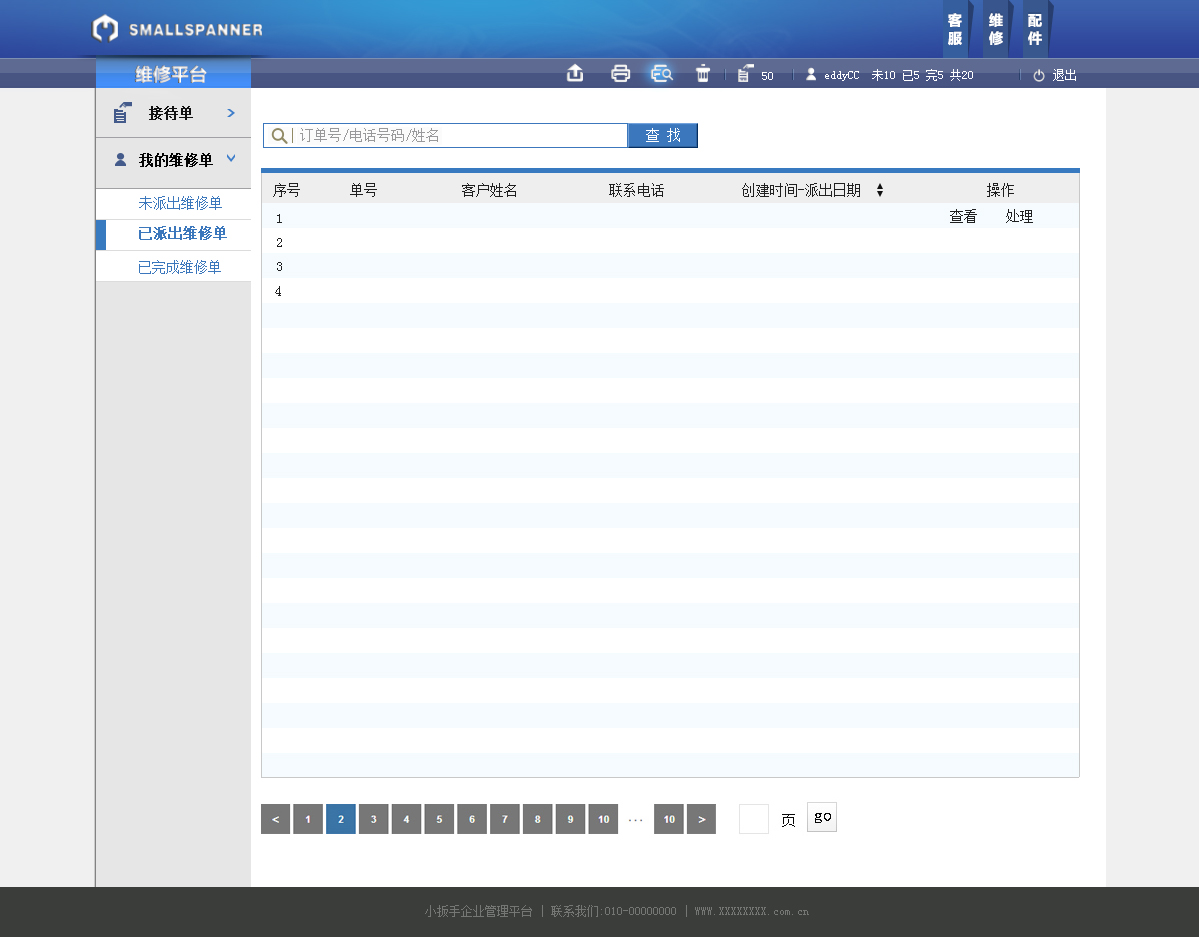 SMALLSPANNER
客服 维修 配件
维修平台
50 eddyCC 未10 已5 完5 共20 退出
接待单 >
我的维修单
未派出维修单
已派出维修单
已完成维修单
订单号/电话号码/姓名 查 找
序号 单号 客户姓名 联系电话 创建时间-派出日期 操作
1 查看 处理
2
3
4
< 1 2 3 4 5 6 7 8 9 10 ... 10 > 页 go
小扳手企业管理平台 | 联系我们:010-00000000 | WWW.XXXXXXXX.com.cn